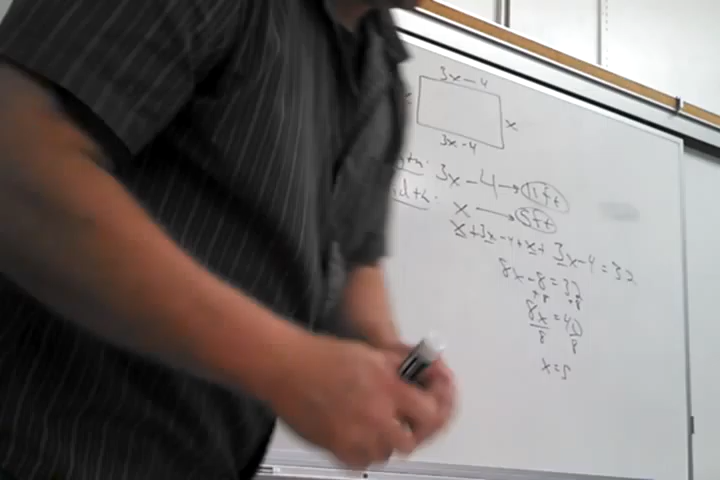 3x-4
x
3x-4
3x-4→11ft
x→5ft
x+3x-4+x+3x-4=32
8x-8=32
+8 +8
8x=40
8 8
x=5